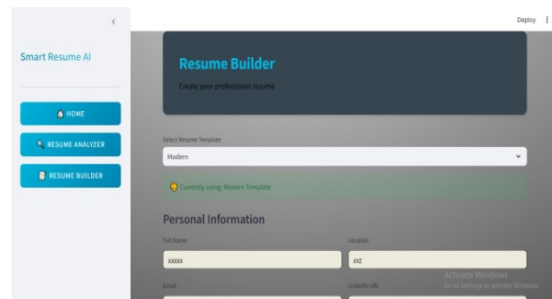 Deploy
Smart Resume AI
HOME
RESUME ANALYZER
RESUME BUILDER
Resume Builder
Create your professional resume
Select Resume Template
Modern
Currently using: Modern Template
Personal Information
Full Name
Location
xxxxx
xyz
Email
LinkedIn URL
Activate Windows
Go to Settings to activate Windows.